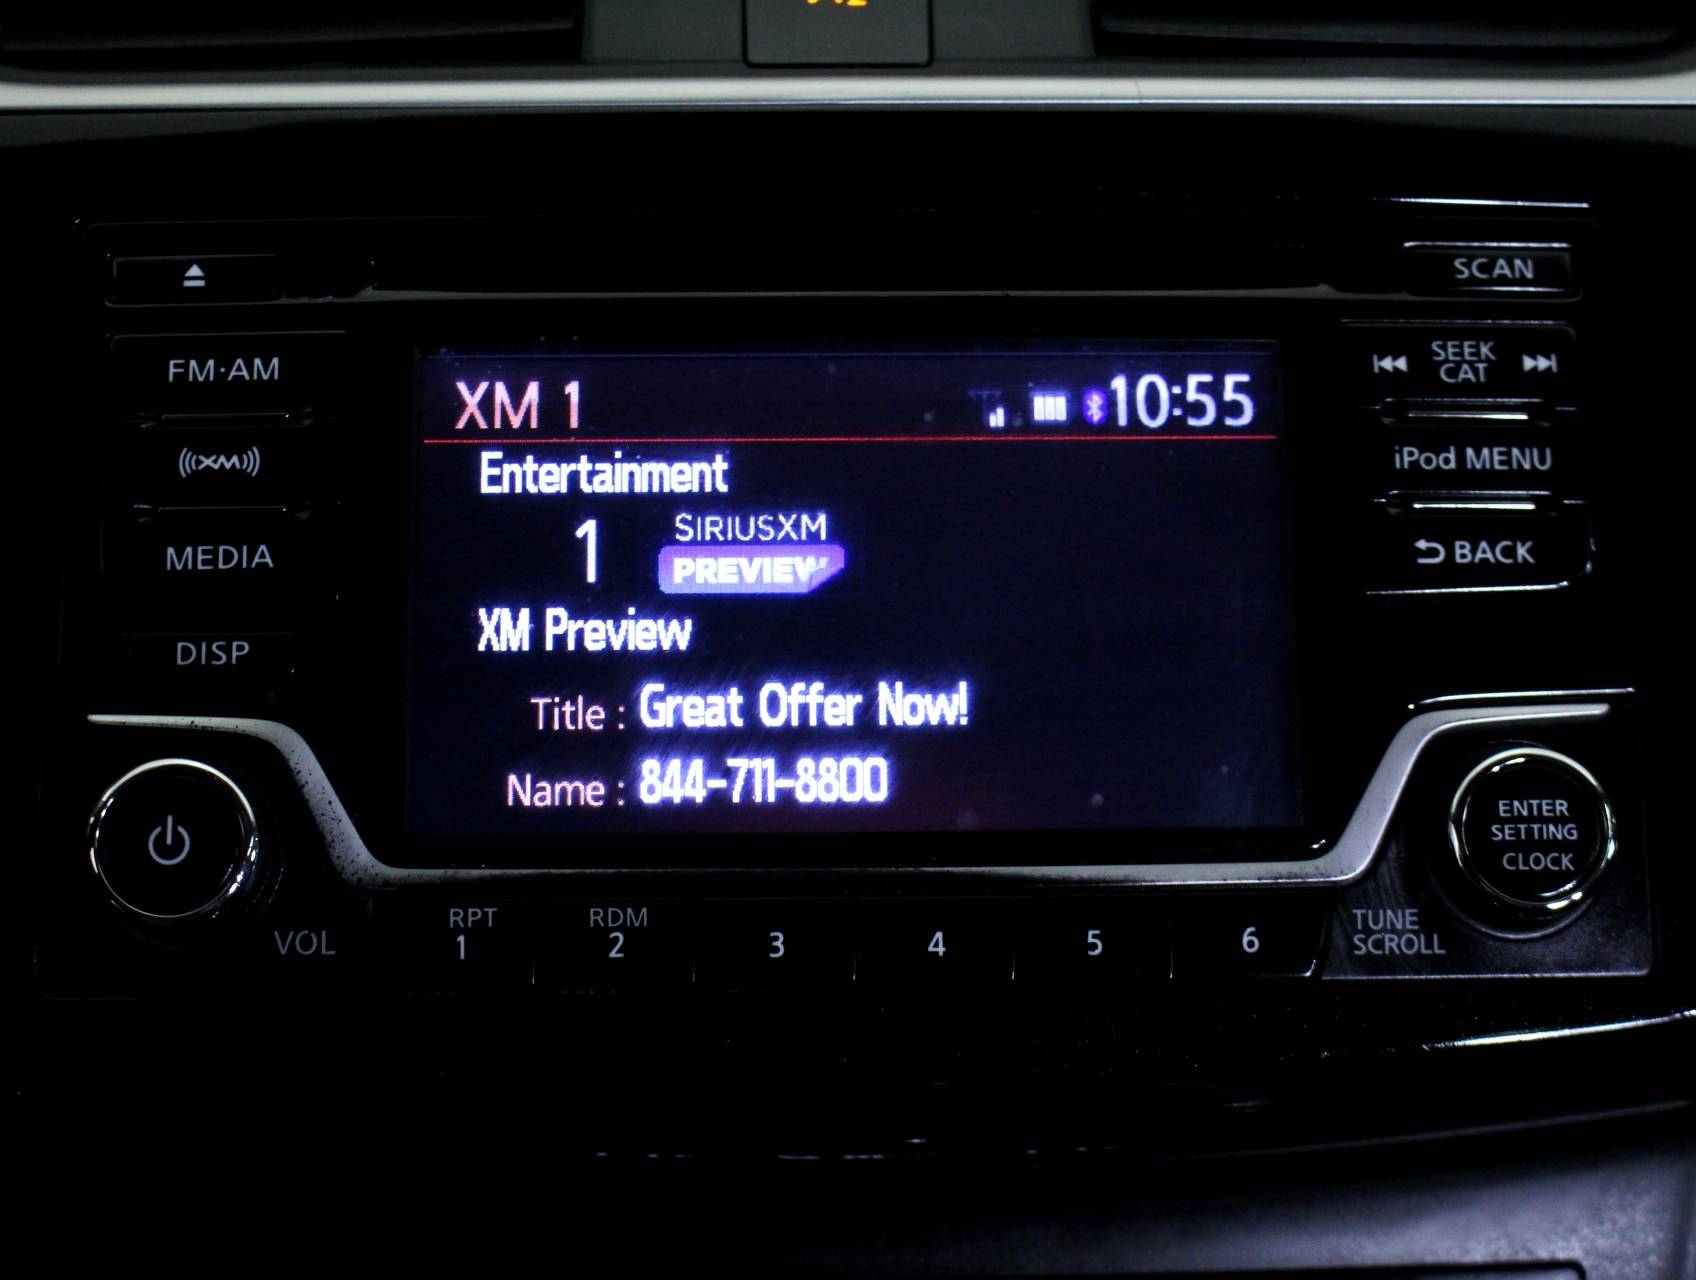 SCAN
FM·AM
SEEK
CAT
XM 1
10:55
((XM))
Entertainment
iPod MENU
1
SIRIUSXM
PREVIEW
MEDIA
BACK
XM Preview
DISP
Title : Great Offer Now!
Name : 844-711-8800
ENTER
SETTING
CLOCK
VOL
RPT
1
RDM
2
3
4
5
6
TUNE
SCROLL